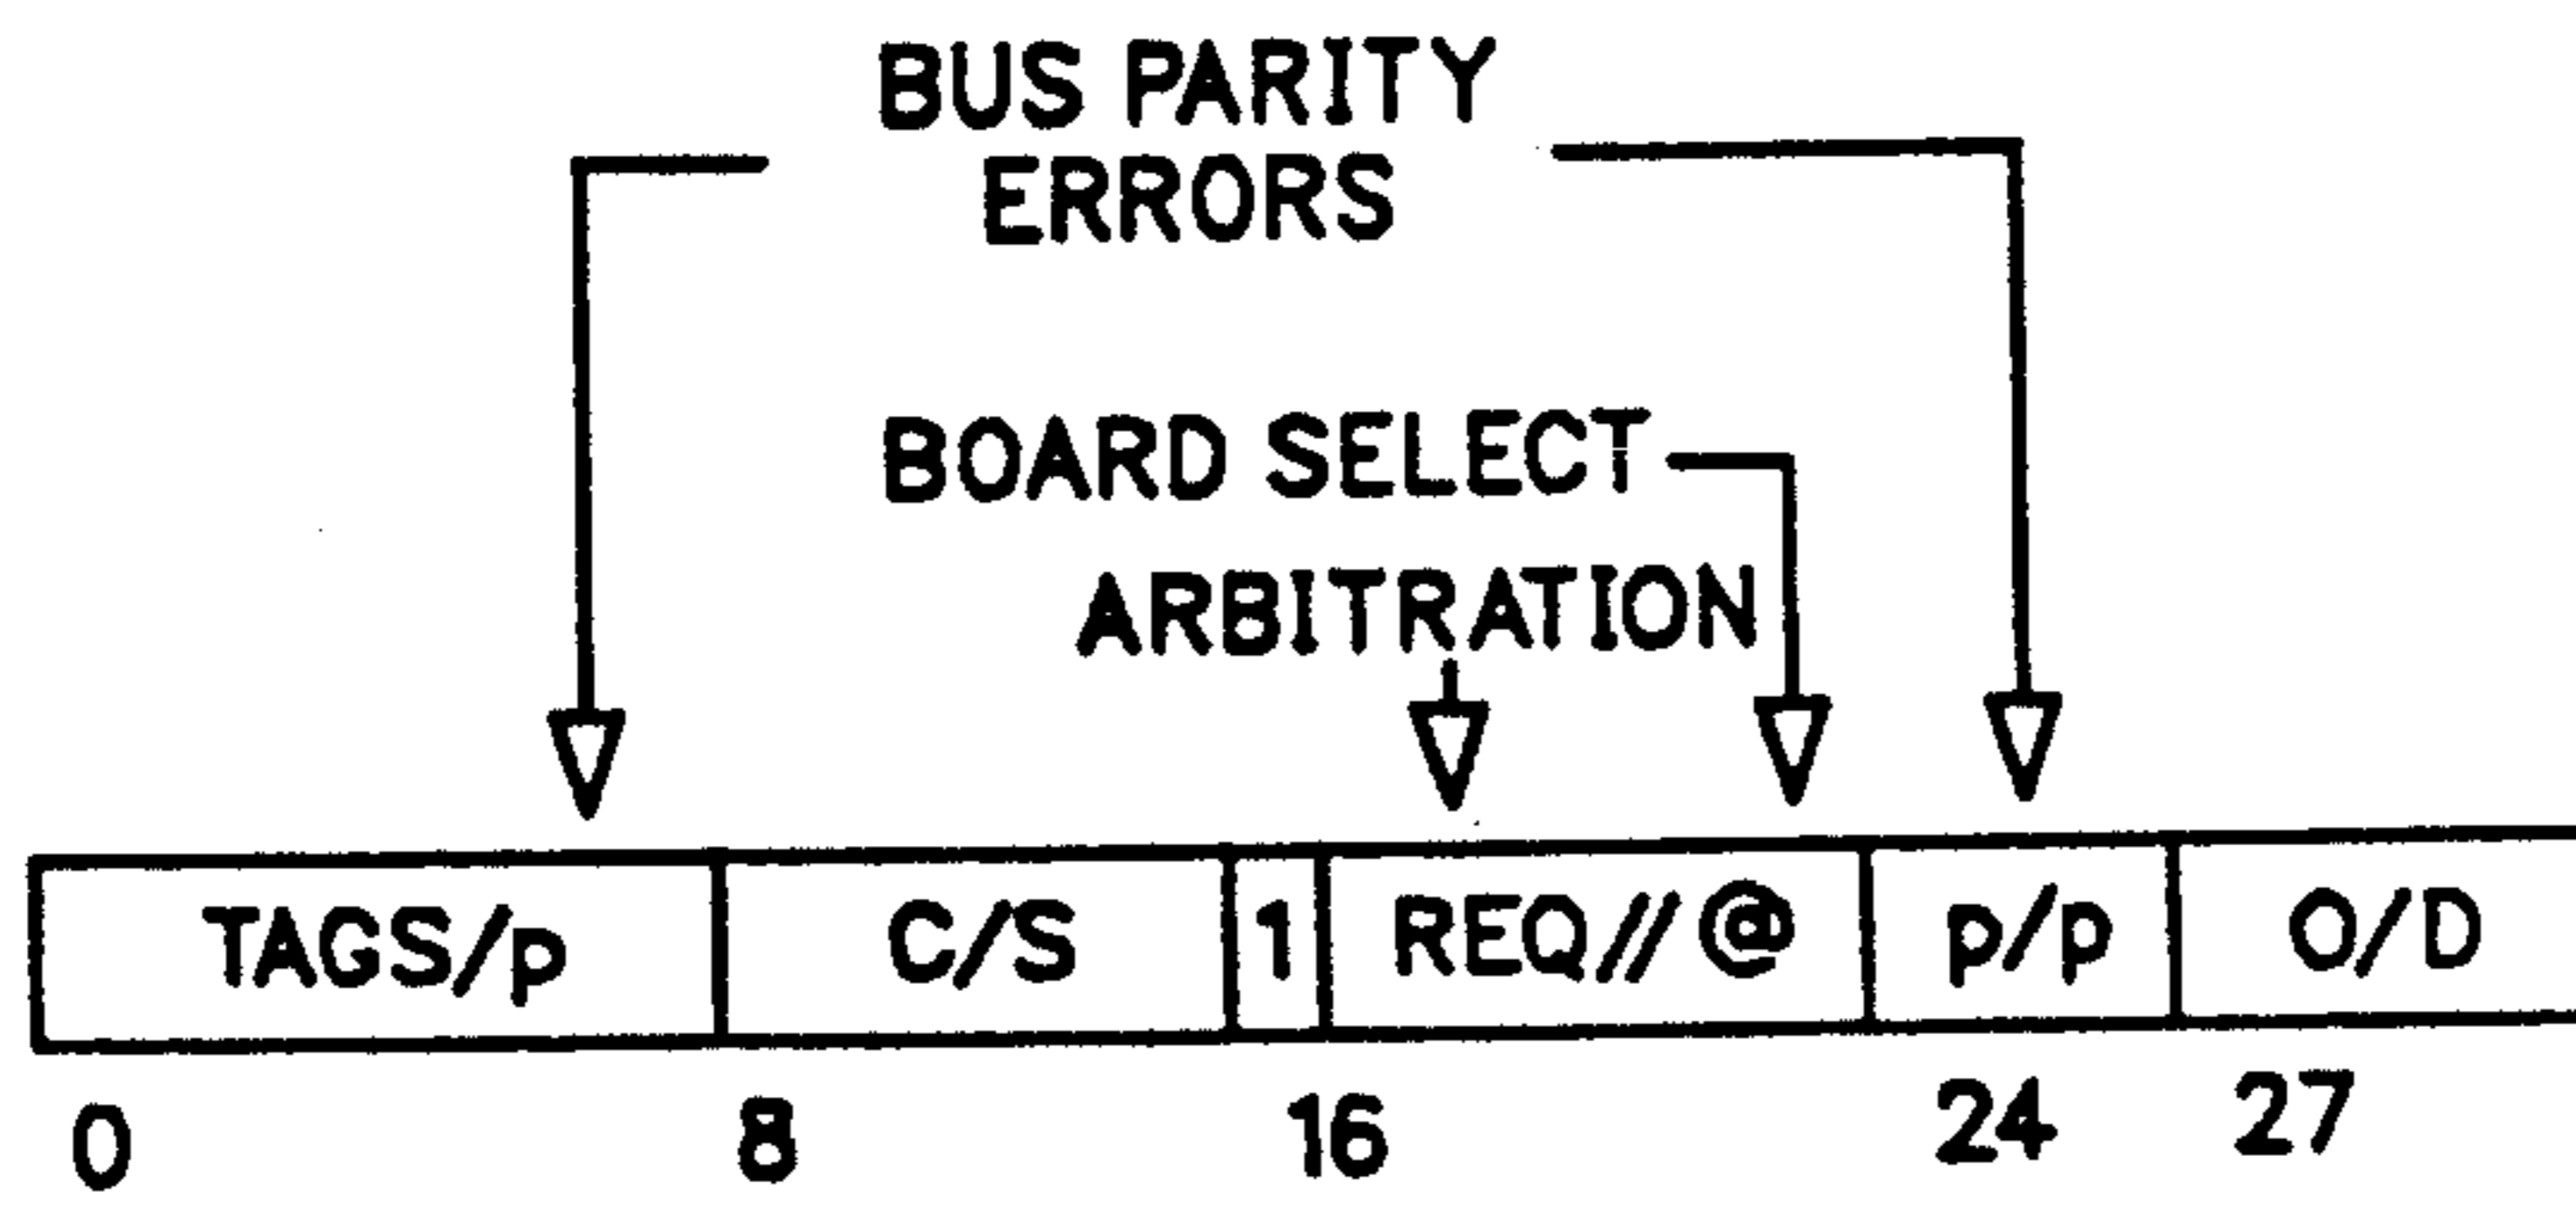 BUS PARITY
ERRORS
BOARD SELECT
ARBITRATION
TAGS/p C/S 1 REQ//@ p/p O/D
0 8 16 24 27